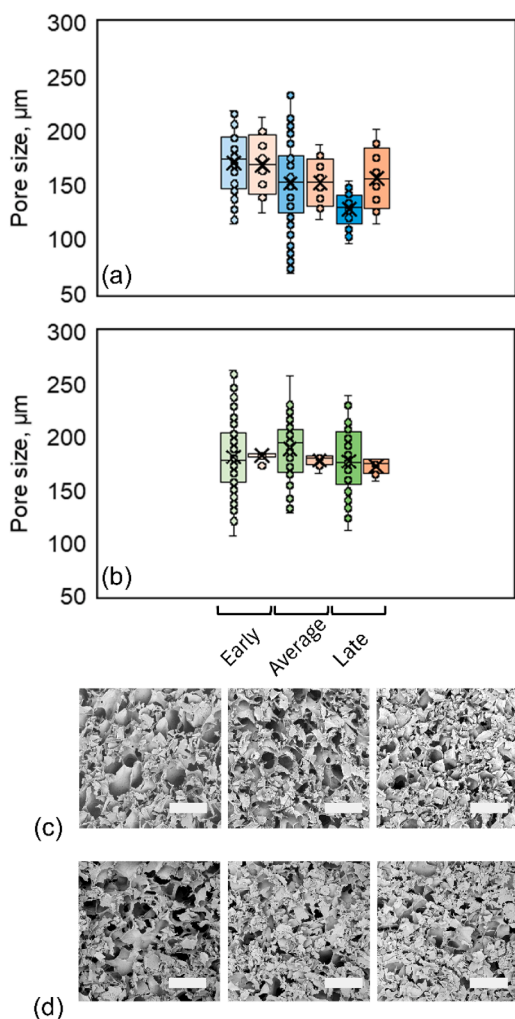 300
250
200
150
100
50
Pore size, µm
(a)
300
250
200
150
100
50
Pore size, µm
(b)
Early
Average
Late
(c)
(d)